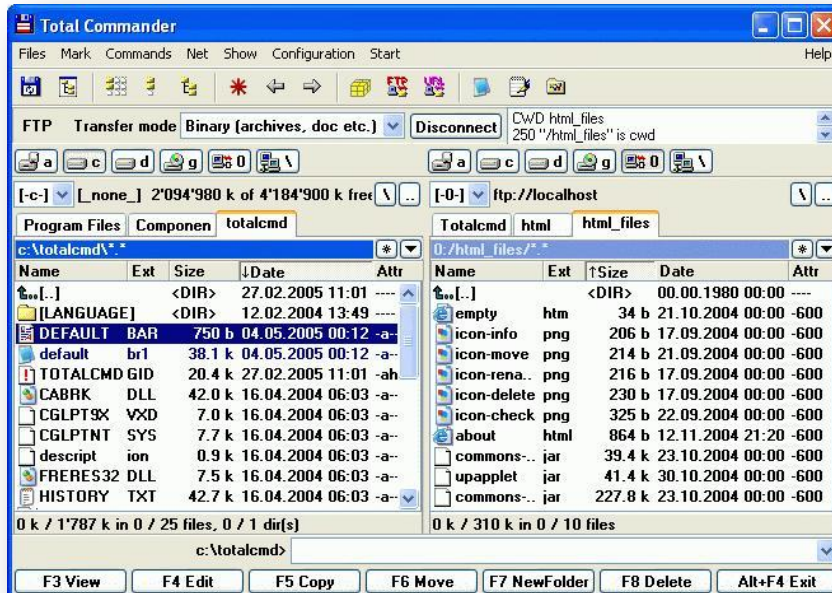 Total Commander
Files Mark Commands Net Show Configuration Start Help
FTP Transfer mode Binary (archives, doc etc.) Disconnect CWD html_files
250 "/html_files" is cwd
a c d g 0 \ a c d g 0 \
[-c-] [_none_] 2'094'980 k of 4'184'900 k free \ .. [-0-] ftp://localhost \ ..
Program Files Componen totalcmd Totalcmd html html_files
c:\totalcmd\*.* * 0:/html_files/*.* *
Name Ext Size ↓Date Attr Name Ext ↑Size Date Attr
[..] <DIR> 27.02.2005 11:01 ---- [..] <DIR> 00.00.1980 00:00 ----
[LANGUAGE] <DIR> 12.02.2004 13:49 ---- empty htm 34 b 21.10.2004 00:00 -600
DEFAULT BAR 750 b 04.05.2005 00:12 -a-- icon-info png 206 b 17.09.2004 00:00 -600
default br1 38.1 k 04.05.2005 00:12 -a-- icon-move png 214 b 21.09.2004 00:00 -600
TOTALCMD GID 20.4 k 27.02.2005 11:01 -ah icon-rena.. png 216 b 17.09.2004 00:00 -600
CABRK DLL 42.0 k 16.04.2004 06:03 -a-- icon-delete png 230 b 17.09.2004 00:00 -600
CGLPT9X VXD 7.0 k 16.04.2004 06:03 -a-- icon-check png 325 b 22.09.2004 00:00 -600
CGLPTNT SYS 7.7 k 16.04.2004 06:03 -a-- about html 864 b 12.11.2004 21:20 -600
descript ion 0.9 k 16.04.2004 06:03 -a-- commons-.. jar 39.4 k 23.10.2004 00:00 -600
FRERES32 DLL 7.5 k 16.04.2004 06:03 -a-- upapplet jar 41.4 k 30.10.2004 00:00 -600
HISTORY TXT 42.7 k 16.04.2004 06:03 -a-- commons-.. jar 227.8 k 23.10.2004 00:00 -600
0 k / 1'787 k in 0 / 25 files, 0 / 1 dir(s) 0 k / 310 k in 0 / 10 files
c:\totalcmd>
F3 View F4 Edit F5 Copy F6 Move F7 NewFolder F8 Delete Alt+F4 Exit